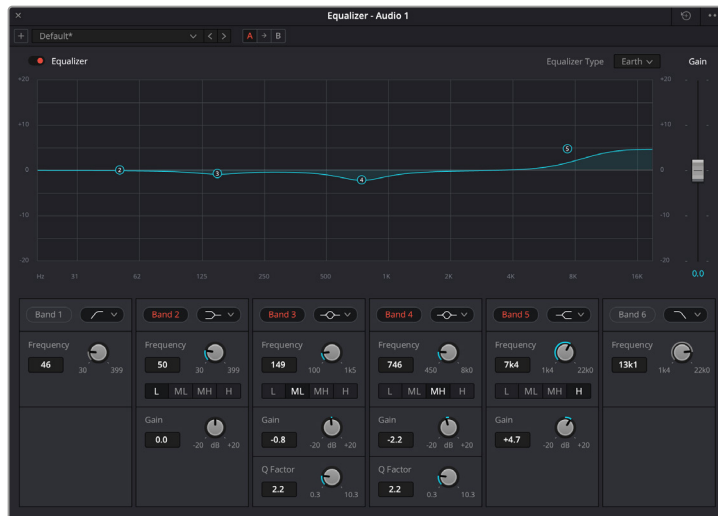 × Equalizer - Audio 1
+ Default* < > A → B
Equalizer Equalizer Type Earth Gain
+20 +20
+10 +10
0 2 3 4 5 0
-10 -10
-20 -20
Hz 31 62 125 250 500 1K 2K 4K 8K 16K 0.0
Band 1 Band 2 Band 3 Band 4 Band 5 Band 6
Frequency Frequency Frequency Frequency Frequency Frequency
46 30 399 50 30 399 149 100 1k5 746 450 8k0 7k4 1k4 22k0 13k1 1k4 22k0
L ML MH H L ML MH H L ML MH H L ML MH H
Gain Gain Gain Gain
0.0 -20 dB +20 -0.8 -20 dB +20 -2.2 -20 dB +20 +4.7 -20 dB +20
Q Factor Q Factor
2.2 0.3 10.3 2.2 0.3 10.3